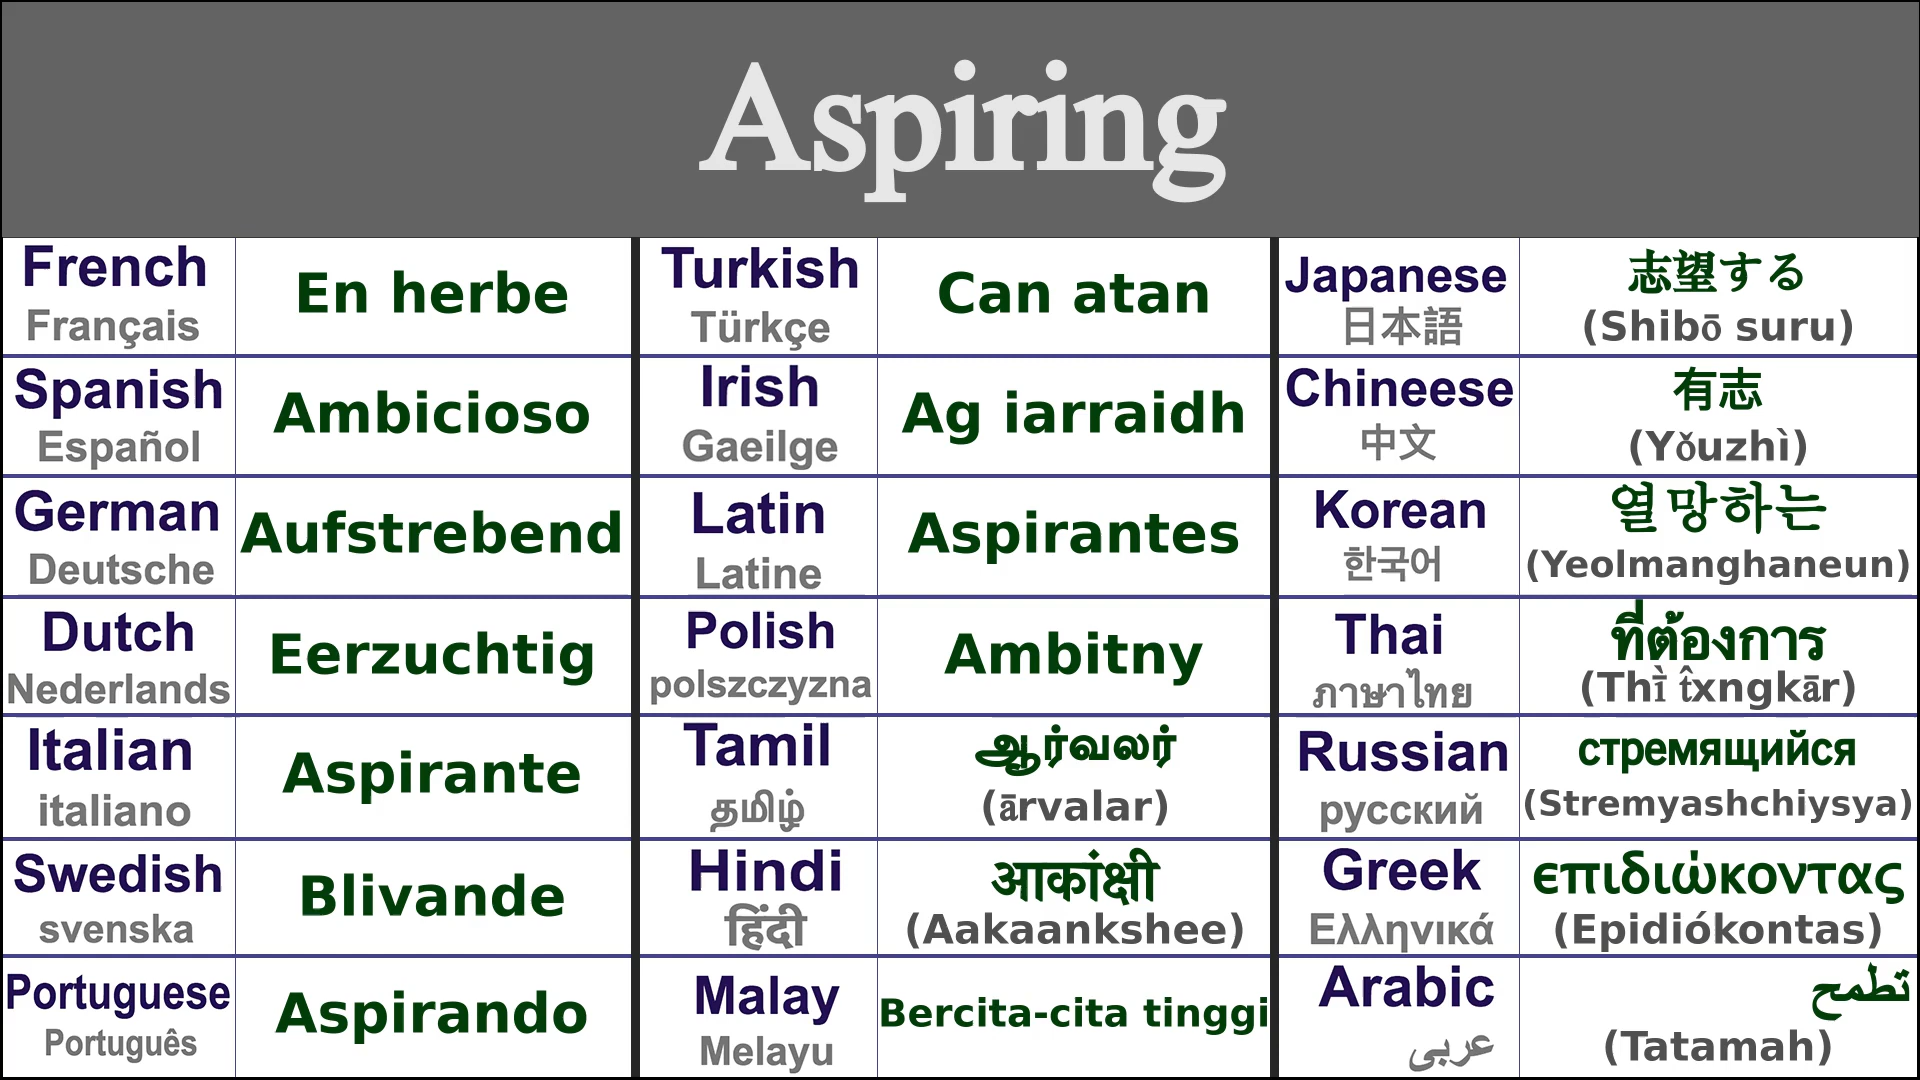 Aspiring
French
Français
En herbe
Turkish
Türkçe
Can atan
Japanese
日本語
志望する
(Shibō suru)
Spanish
Español
Ambicioso
Irish
Gaeilge
Ag iarraidh
Chineese
中文
有志
(Yǒuzhì)
German
Deutsche
Aufstrebend
Latin
Latine
Aspirantes
Korean
한국어
열망하는
(Yeolmanghaneun)
Dutch
Nederlands
Eerzuchtig
Polish
polszczyzna
Ambitny
Thai
ภาษาไทย
ที่ต้องการ
(Thī̀ t̂xngkār)
Italian
italiano
Aspirante
Tamil
தமிழ்
ஆர்வலர்
(ārvalar)
Russian
русский
стремящийся
(Stremyashchiysya)
Swedish
svenska
Blivande
Hindi
हिंदी
आकांक्षी
(Aakaankshee)
Greek
Ελληνικά
επιδιώκοντας
(Epidiókontas)
Portuguese
Português
Aspirando
Malay
Melayu
Bercita-cita tinggi
Arabic
عربى
تطمح
(Tatamah)